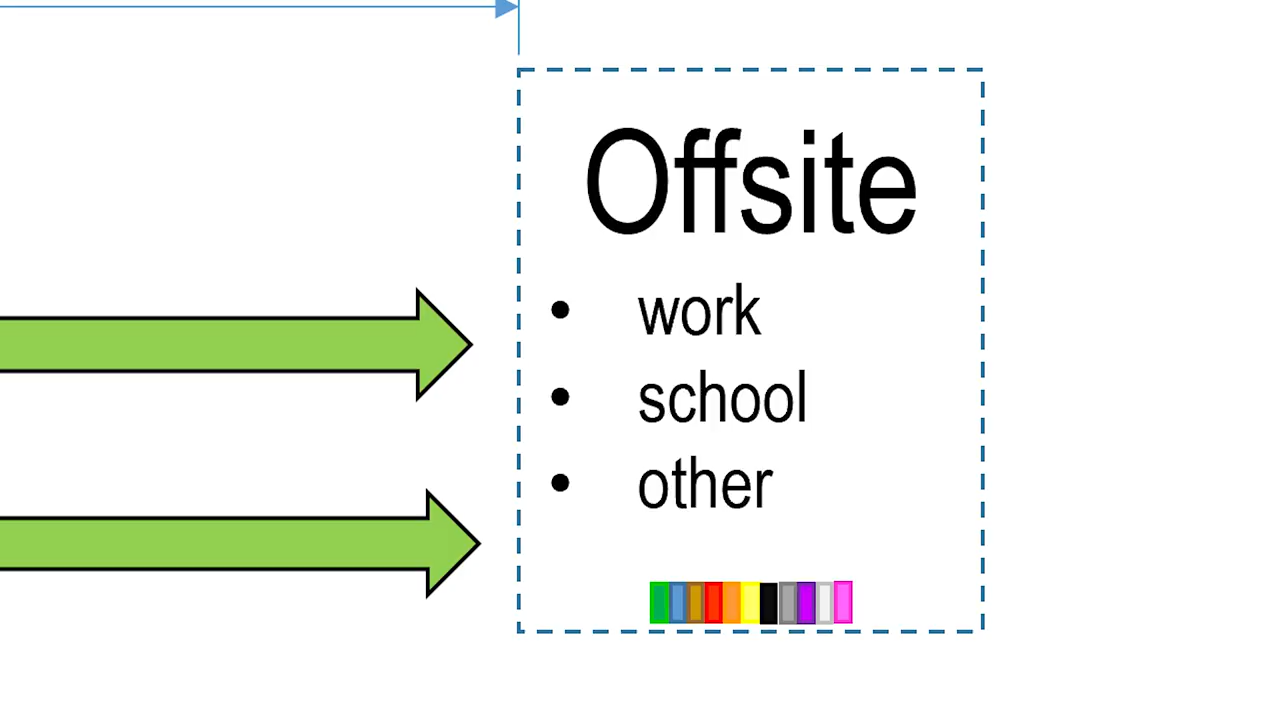 Offsite
• work
• school
• other